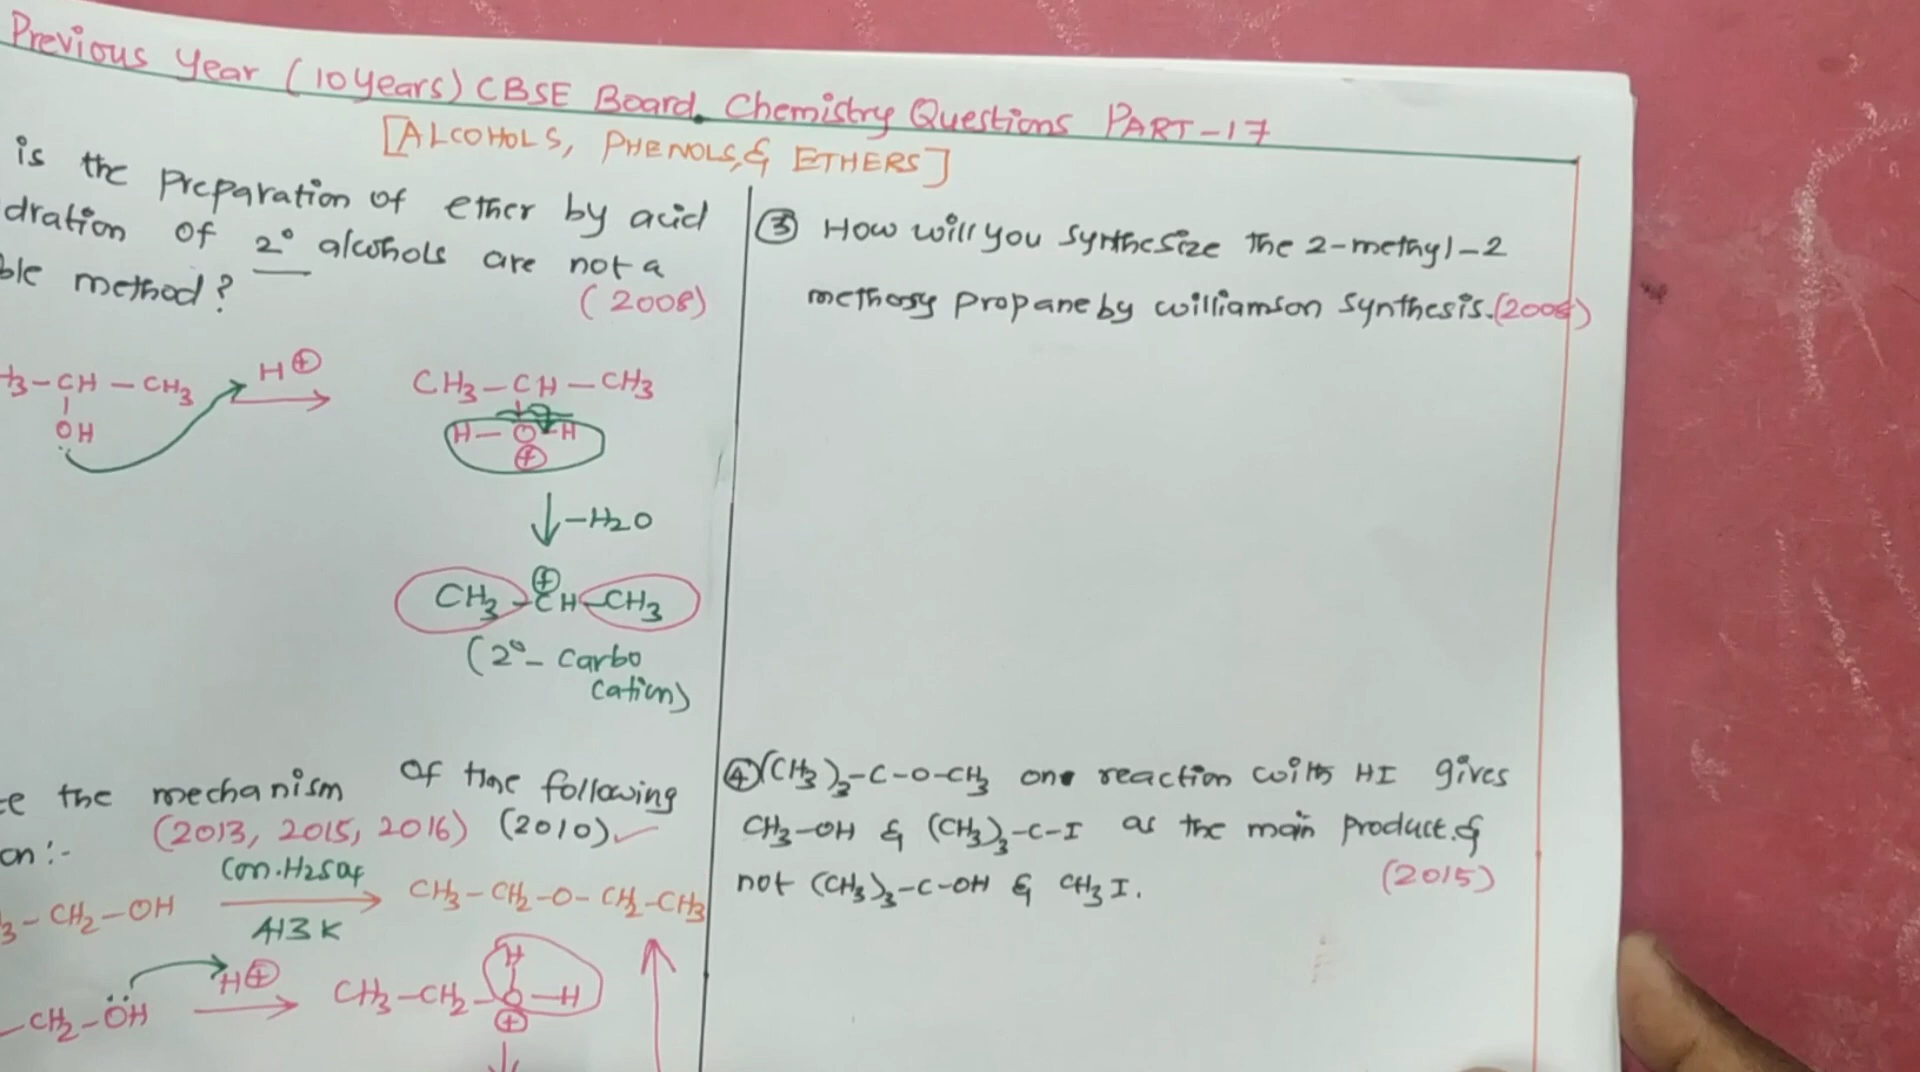 Previous Year (10 years) CBSE Board Chemistry Questions PART-17
[ALCOHOLS, PHENOLS, & ETHERS]
is the preparation of ether by acid
dration of 2° alcohols are not a
ble method?
(2008)
3-CH-CH3
OH
H⊕
CH3-CH-CH3
H-O-H
⊕
-H2O
CH3-CH-CH3
⊕
(2°- carbo
cation)
te the mechanism of the following
on:- (2013, 2015, 2016) (2010)✓
3-CH2-OH
Con.H2SO4
413 K
CH3-CH2-O-CH2-CH3
-CH2-ÖH
H⊕
CH3-CH2-O-H
H
⊕
③ How will you synthesize the 2-methyl-2
methoxy propane by williamson synthesis.
④ (CH3)3-C-O-CH3 one reaction with HI gives
CH3-OH & (CH3)3-C-I as the main product &
not (CH3)3-C-OH & CH3I. (2015)